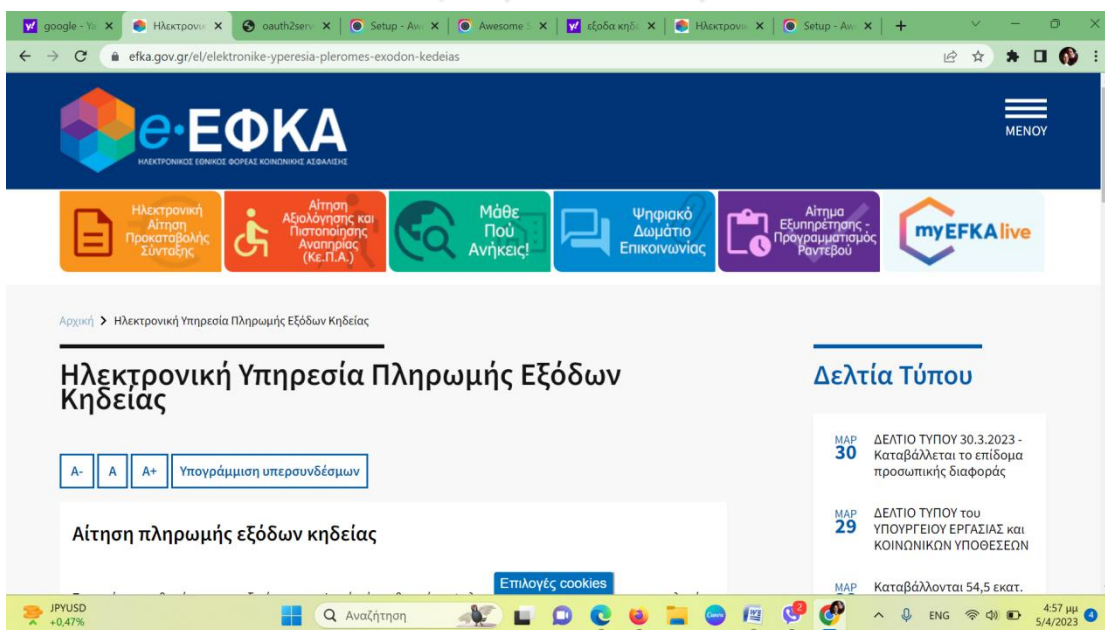 google - Ya
Ηλεκτρονι
oauth2serv
Setup - Aw
Awesome S
εξοδα κηδε
Ηλεκτρονι
Setup - Aw
efka.gov.gr/el/elektronike-yperesia-pleromes-exodon-kedeias
e-ΕΦΚΑ
ΗΛΕΚΤΡΟΝΙΚΟΣ ΕΘΝΙΚΟΣ ΦΟΡΕΑΣ ΚΟΙΝΩΝΙΚΗΣ ΑΣΦΑΛΙΣΗΣ
ΜΕΝΟΥ
Ηλεκτρονική
Αίτηση
Προκαταβολής
Σύνταξης
Αίτηση
Αξιολόγησης και
Πιστοποίησης
Αναπηρίας
(Κε.Π.Α.)
Μάθε
Πού
Ανήκεις!
Ψηφιακό
Δωμάτιο
Επικοινωνίας
Αίτημα
Εξυπηρέτησης -
Προγραμματισμός
Ραντεβού
myEFKAlive
Αρχική > Ηλεκτρονική Υπηρεσία Πληρωμής Εξόδων Κηδείας
Ηλεκτρονική Υπηρεσία Πληρωμής Εξόδων
Κηδείας
A- A A+ Υπογράμμιση υπερσυνδέσμων
Αίτηση πληρωμής εξόδων κηδείας
Δελτία Τύπου
ΜΑΡ
30
ΔΕΛΤΙΟ ΤΥΠΟΥ 30.3.2023 -
Καταβάλλεται το επίδομα
προσωπικής διαφοράς
ΜΑΡ
29
ΔΕΛΤΙΟ ΤΥΠΟΥ του
ΥΠΟΥΡΓΕΙΟΥ ΕΡΓΑΣΙΑΣ και
ΚΟΙΝΩΝΙΚΩΝ ΥΠΟΘΕΣΕΩΝ
ΜΑΡ
Καταβάλλονται 54,5 εκατ.
Επιλογές cookies
JPYUSD
+0,47%
Αναζήτηση
ENG
4:57 μμ
5/4/2023
4